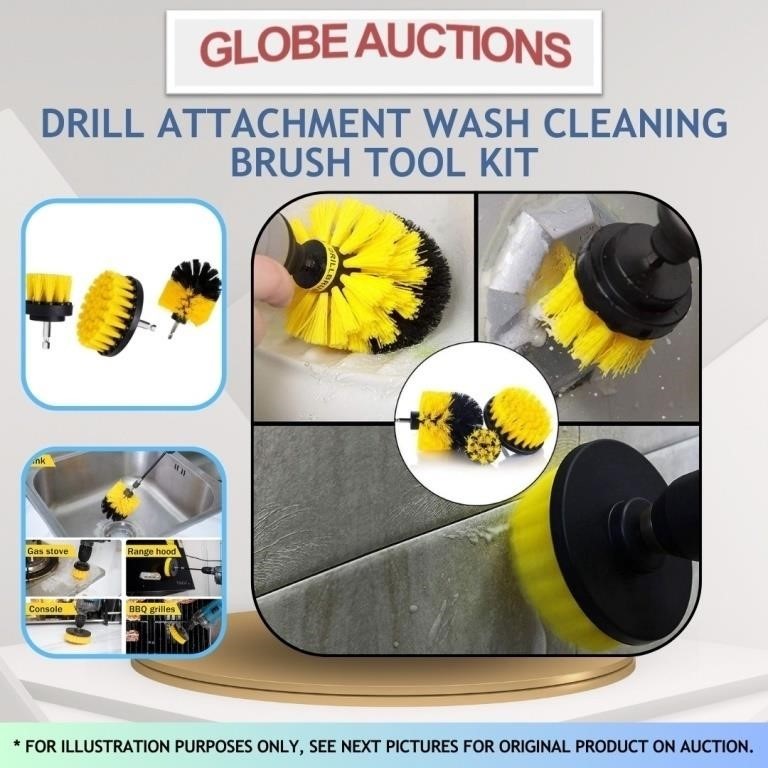 GLOBE AUCTIONS
DRILL ATTACHMENT WASH CLEANING
BRUSH TOOL KIT
nk
Gas stove
Range hood
Console
BBQ grilles
* FOR ILLUSTRATION PURPOSES ONLY, SEE NEXT PICTURES FOR ORIGINAL PRODUCT ON AUCTION.